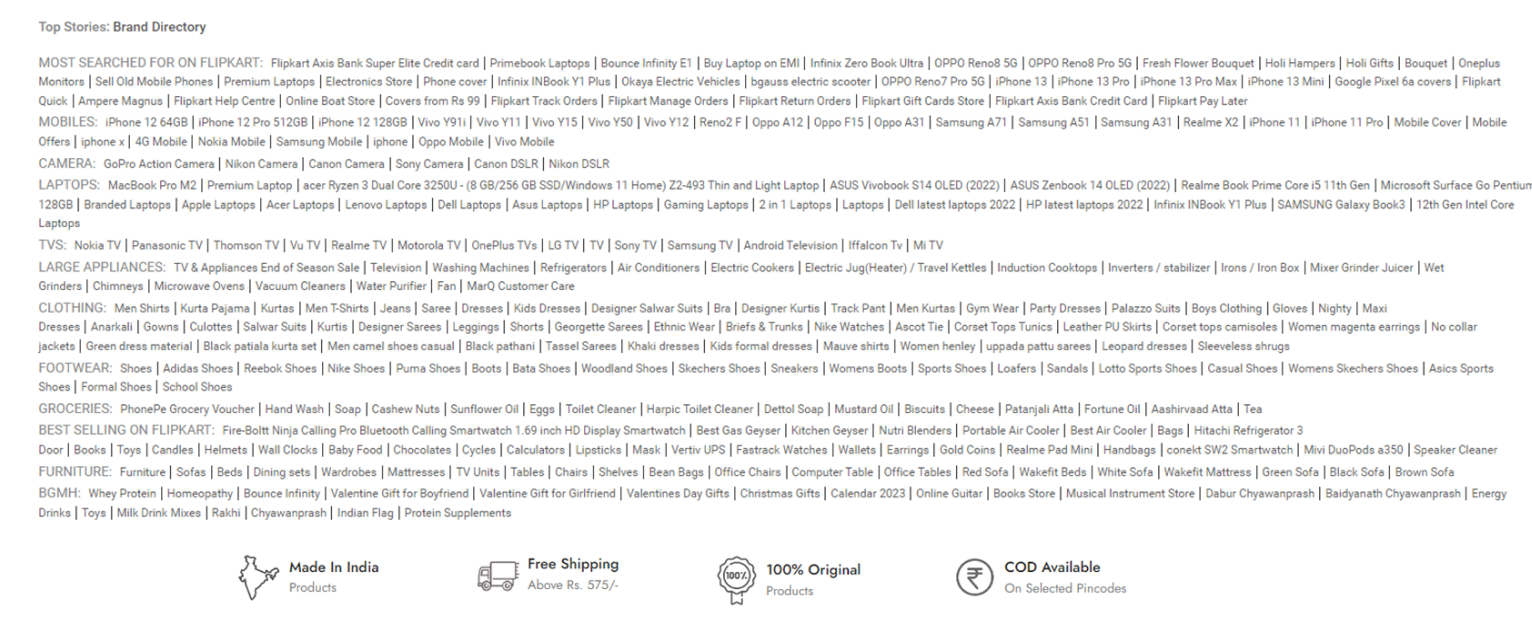 Top Stories: Brand Directory
MOST SEARCHED FOR ON FLIPKART: Flipkart Axis Bank Super Elite Credit card | Primebook Laptops | Bounce Infinity E1 | Buy Laptop on EMI | Infinix Zero Book Ultra | OPPO Reno8 5G | OPPO Reno8 Pro 5G | Fresh Flower Bouquet | Holi Hampers | Holi Gifts | Bouquet | Oneplus
Monitors | Sell Old Mobile Phones | Premium Laptops | Electronics Store | Phone cover | Infinix INBook Y1 Plus | Okaya Electric Vehicles | bgauss electric scooter | OPPO Reno7 Pro 5G | iPhone 13 | iPhone 13 Pro | iPhone 13 Pro Max | iPhone 13 Mini | Google Pixel 6a covers | Flipkart
Quick | Ampere Magnus | Flipkart Help Centre | Online Boat Store | Covers from Rs 99 | Flipkart Track Orders | Flipkart Manage Orders | Flipkart Return Orders | Flipkart Gift Cards Store | Flipkart Axis Bank Credit Card | Flipkart Pay Later
MOBILES: iPhone 12 64GB | iPhone 12 Pro 512GB | iPhone 12 128GB | Vivo Y91i | Vivo Y11 | Vivo Y15 | Vivo Y50 | Vivo Y12 | Reno2 F | Oppo A12 | Oppo F15 | Oppo A31 | Samsung A71 | Samsung A51 | Samsung A31 | Realme X2 | iPhone 11 | iPhone 11 Pro | Mobile Cover | Mobile
Offers | iphone x | 4G Mobile | Nokia Mobile | Samsung Mobile | iphone | Oppo Mobile | Vivo Mobile
CAMERA: GoPro Action Camera | Nikon Camera | Canon Camera | Sony Camera | Canon DSLR | Nikon DSLR
LAPTOPS: MacBook Pro M2 | Premium Laptop | acer Ryzen 3 Dual Core 3250U - (8 GB/256 GB SSD/Windows 11 Home) Z2-493 Thin and Light Laptop | ASUS Vivobook S14 OLED (2022) | ASUS Zenbook 14 OLED (2022) | Realme Book Prime Core i5 11th Gen | Microsoft Surface Go Pentium
128GB | Branded Laptops | Apple Laptops | Acer Laptops | Lenovo Laptops | Dell Laptops | Asus Laptops | HP Laptops | Gaming Laptops | 2 in 1 Laptops | Laptops | Dell latest laptops 2022 | HP latest laptops 2022 | Infinix INBook Y1 Plus | SAMSUNG Galaxy Book3 | 12th Gen Intel Core
Laptops
TVS: Nokia TV | Panasonic TV | Thomson TV | Vu TV | Realme TV | Motorola TV | OnePlus TVs | LG TV | TV | Sony TV | Samsung TV | Android Television | Iffalcon Tv | Mi TV
LARGE APPLIANCES: TV & Appliances End of Season Sale | Television | Washing Machines | Refrigerators | Air Conditioners | Electric Cookers | Electric Jug(Heater) / Travel Kettles | Induction Cooktops | Inverters / stabilizer | Irons / Iron Box | Mixer Grinder Juicer | Wet
Grinders | Chimneys | Microwave Ovens | Vacuum Cleaners | Water Purifier | Fan | MarQ Customer Care
CLOTHING: Men Shirts | Kurta Pajama | Kurtas | Men T-Shirts | Jeans | Saree | Dresses | Kids Dresses | Designer Salwar Suits | Bra | Designer Kurtis | Track Pant | Men Kurtas | Gym Wear | Party Dresses | Palazzo Suits | Boys Clothing | Gloves | Nighty | Maxi
Dresses | Anarkali | Gowns | Culottes | Salwar Suits | Kurtis | Designer Sarees | Leggings | Shorts | Georgette Sarees | Ethnic Wear | Briefs & Trunks | Nike Watches | Ascot Tie | Corset Tops Tunics | Leather PU Skirts | Corset tops camisoles | Women magenta earrings | No collar
jackets | Green dress material | Black patiala kurta set | Men camel shoes casual | Black pathani | Tassel Sarees | Khaki dresses | Kids formal dresses | Mauve shirts | Women henley | uppada pattu sarees | Leopard dresses | Sleeveless shrugs
FOOTWEAR: Shoes | Adidas Shoes | Reebok Shoes | Nike Shoes | Puma Shoes | Boots | Bata Shoes | Woodland Shoes | Skechers Shoes | Sneakers | Womens Boots | Sports Shoes | Loafers | Sandals | Lotto Sports Shoes | Casual Shoes | Womens Skechers Shoes | Asics Sports
Shoes | Formal Shoes | School Shoes
GROCERIES: PhonePe Grocery Voucher | Hand Wash | Soap | Cashew Nuts | Sunflower Oil | Eggs | Toilet Cleaner | Harpic Toilet Cleaner | Dettol Soap | Mustard Oil | Biscuits | Cheese | Patanjali Atta | Fortune Oil | Aashirvaad Atta | Tea
BEST SELLING ON FLIPKART: Fire-Boltt Ninja Calling Pro Bluetooth Calling Smartwatch 1.69 inch HD Display Smartwatch | Best Gas Geyser | Kitchen Geyser | Nutri Blenders | Portable Air Cooler | Best Air Cooler | Bags | Hitachi Refrigerator 3
Door | Books | Toys | Candles | Helmets | Wall Clocks | Baby Food | Chocolates | Cycles | Calculators | Lipsticks | Mask | Vertiv UPS | Fastrack Watches | Wallets | Earrings | Gold Coins | Realme Pad Mini | Handbags | conekt SW2 Smartwatch | Mivi DuoPods a350 | Speaker Cleaner
FURNITURE: Furniture | Sofas | Beds | Dining sets | Wardrobes | Mattresses | TV Units | Tables | Chairs | Shelves | Bean Bags | Office Chairs | Computer Table | Office Tables | Red Sofa | Wakefit Beds | White Sofa | Wakefit Mattress | Green Sofa | Black Sofa | Brown Sofa
BGMH: Whey Protein | Homeopathy | Bounce Infinity | Valentine Gift for Boyfriend | Valentine Gift for Girlfriend | Valentines Day Gifts | Christmas Gifts | Calendar 2023 | Online Guitar | Books Store | Musical Instrument Store | Dabur Chyawanprash | Baidyanath Chyawanprash | Energy
Drinks | Toys | Milk Drink Mixes | Rakhi | Chyawanprash | Indian Flag | Protein Supplements
Made In India
Products
Free Shipping
Above Rs. 575/-
100%
100% Original
Products
₹
COD Available
On Selected Pincodes